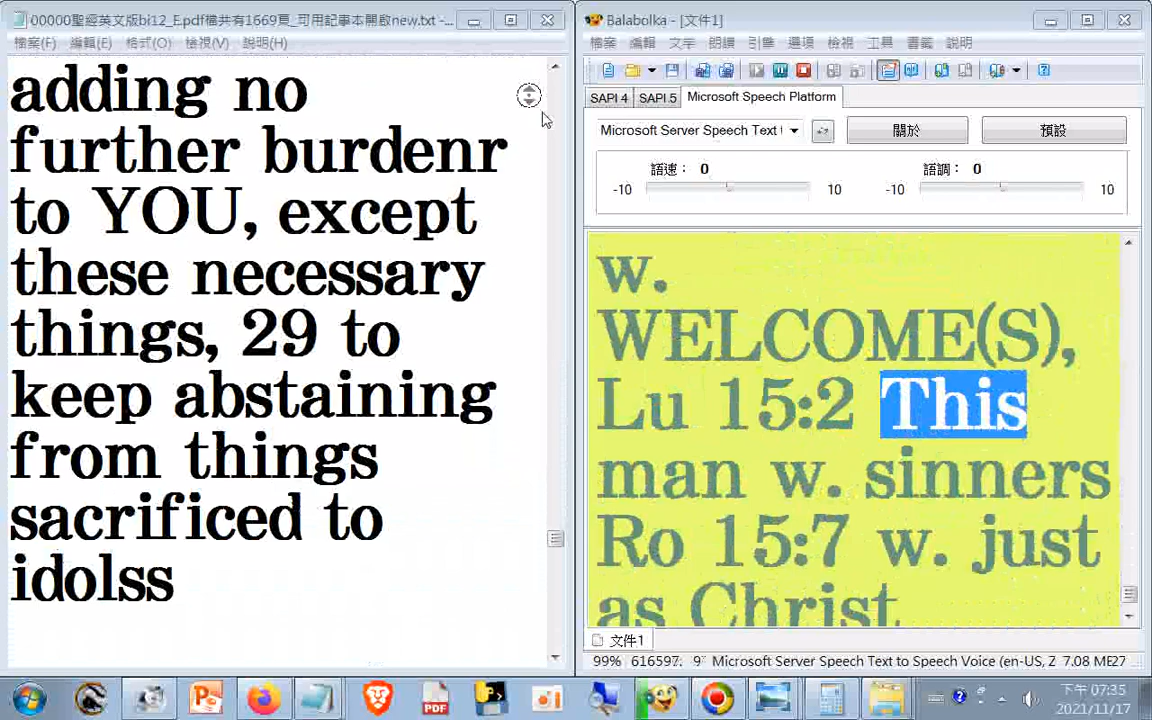 00000聖經英文版bi12_E.pdf檔共有1669頁_可用記事本開啟new.txt -...
檔案(F) 編輯(E) 格式(O) 檢視(V) 說明(H)
adding no
further burdenr
to YOU, except
these necessary
things, 29 to
keep abstaining
from things
sacrificed to
idolss
Balabolka - [文件1]
檔案 編輯 文字 朗讀 引擎 選項 檢視 工具 書籤 說明
SAPI 4 SAPI 5 Microsoft Speech Platform
Microsoft Server Speech Text 關於 預設
語速： 0 語調： 0
-10 10 -10 10
w.
WELCOME(S),
Lu 15:2 This
man w. sinners
Ro 15:7 w. just
as Christ
文件1
99% 616597. 9 Microsoft Server Speech Text to Speech Voice (en-US, Z 7.08 ME27
PDF
下午 07:35
2021/11/17